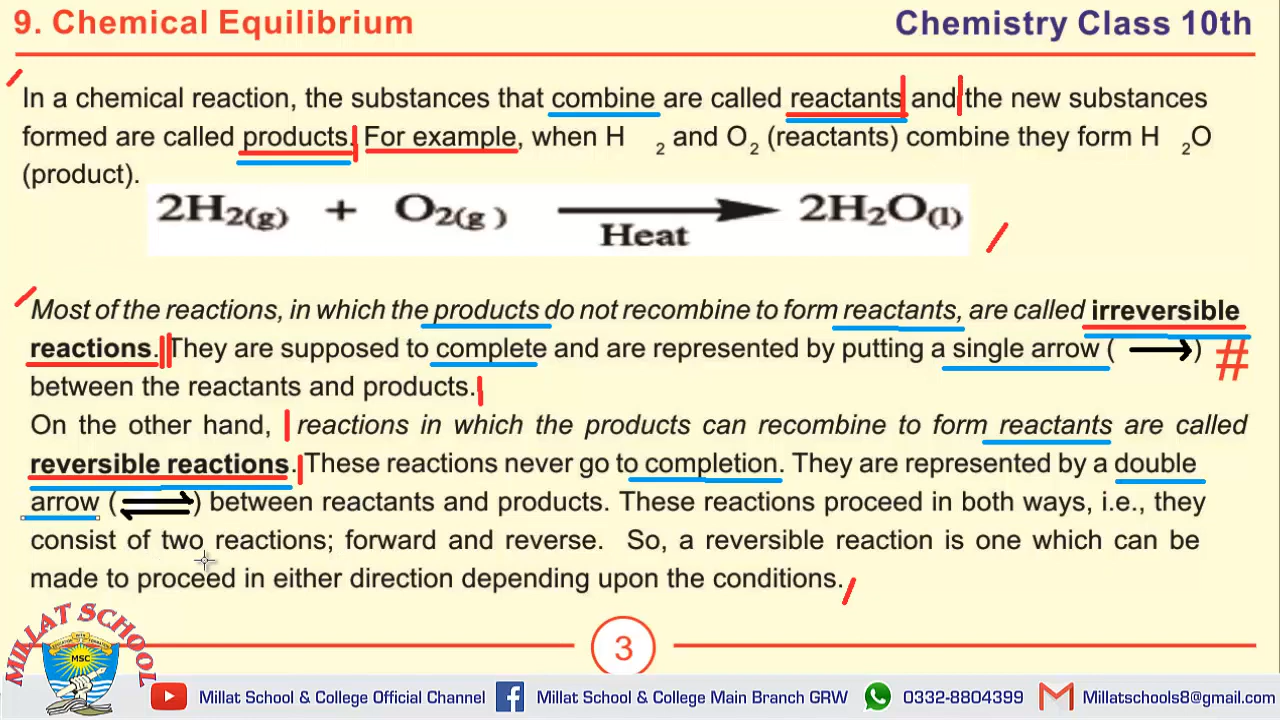 9. Chemical Equilibrium
Chemistry Class 10th
In a chemical reaction, the substances that combine are called reactants and the new substances
formed are called products. For example, when H ₂ and O₂ (reactants) combine they form H ₂O
(product).
2H₂(g) + O₂(g ) ⟶ 2H₂O(l)
Heat
Most of the reactions, in which the products do not recombine to form reactants, are called irreversible
reactions. They are supposed to complete and are represented by putting a single arrow ( ⟶ ) #
between the reactants and products.
On the other hand, reactions in which the products can recombine to form reactants are called
reversible reactions. These reactions never go to completion. They are represented by a double
arrow (⇌) between reactants and products. These reactions proceed in both ways, i.e., they
consist of two reactions; forward and reverse. So, a reversible reaction is one which can be
made to proceed in either direction depending upon the conditions.
3
MILLAT SCHOOL
MSC
Millat School & College Official Channel
Millat School & College Main Branch GRW
0332-8804399
Millatschools8@gmail.com